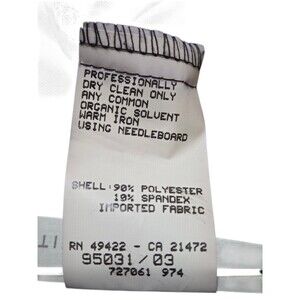 PROFESSIONALLY
DRY CLEAN ONLY
ANY COMMON
ORGANIC SOLVENT
WARM IRON
USING NEEDLEBOARD
SHELL:90% POLYESTER
10% SPANDEX
IMPORTED FABRIC
RN 49422 - CA 21472
95031/03
727061 974